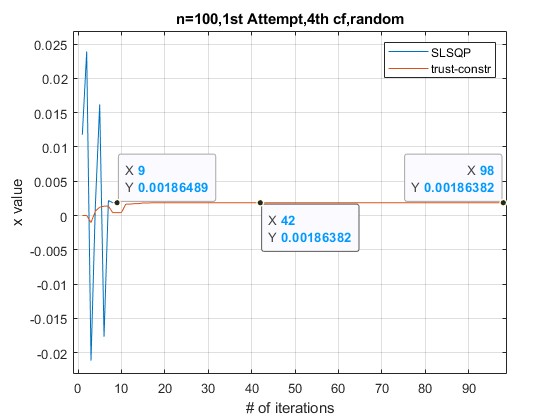 n=100,1st Attempt,4th cf,random
SLSQP
trust-constr
0.025
0.02
0.015
0.01
0.005
0
-0.005
-0.01
-0.015
-0.02
x value
X 9
Y 0.00186489
X 42
Y 0.00186382
X 98
Y 0.00186382
0 10 20 30 40 50 60 70 80 90
# of iterations